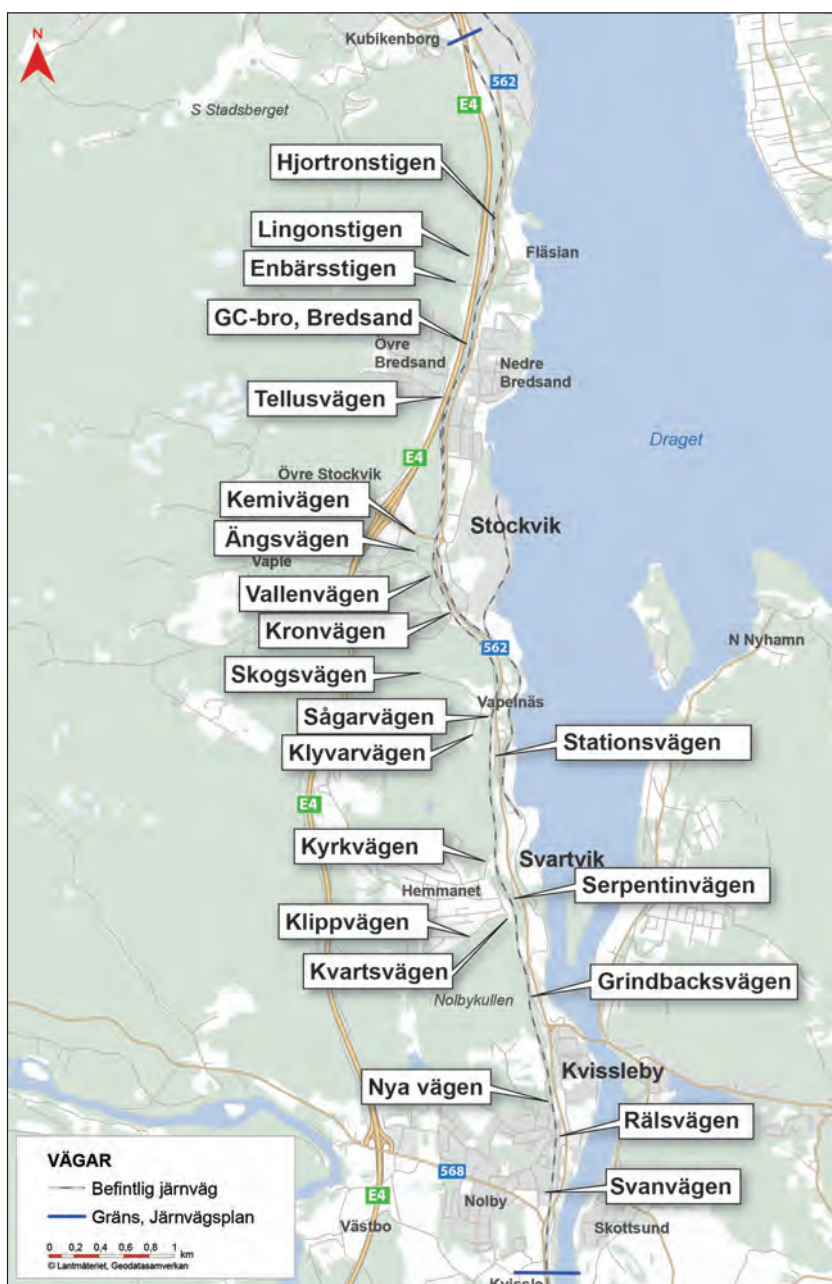 N
Kubikenborg
562
E4
S Stadsberget
Hjortronstigen
Lingonstigen
Fläsian
Enbärsstigen
GC-bro, Bredsand
Övre
Bredsand
Nedre
Bredsand
Tellusvägen
Draget
E4
Övre Stockvik
Kemivägen
Stockvik
Ängsvägen
Vaple
Vallenvägen
Kronvägen
562
N Nyhamn
Skogsvägen
Vapelnäs
Sågarvägen
Stationsvägen
Klyvarvägen
E4
Kyrkvägen
Svartvik
Hemmanet
Serpentinvägen
Klippvägen
Kvartsvägen
Grindbacksvägen
Nolbykullen
Kvissleby
Nya vägen
Rälsvägen
568
Svanvägen
E4
Nolby
Västbo
Skottsund
Kvissle
VÄGAR
Befintlig järnväg
Gräns, Järnvägsplan
0 0,2 0,4 0,6 0,8 1
km
© Lantmäteriet, Geodatasamverkan